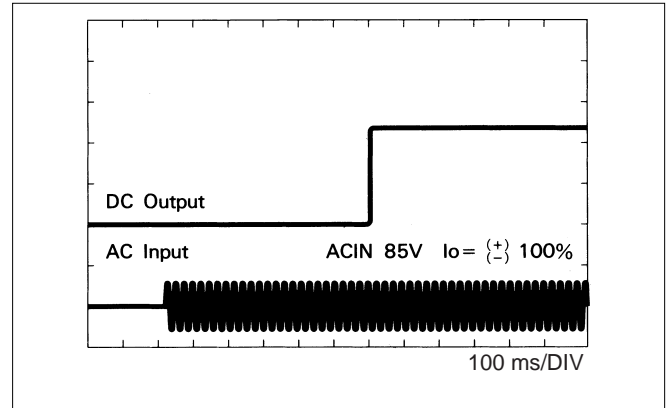 DC Output
AC Input ACIN 85V Io= (+) (−) 100%
100 ms/DIV